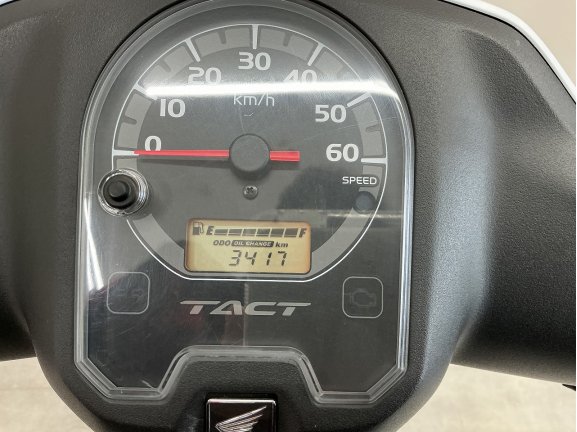 0 10 20 30 40 50 60
km/h
SPEED
E F
ODO OIL CHANGE km
3417
TACT